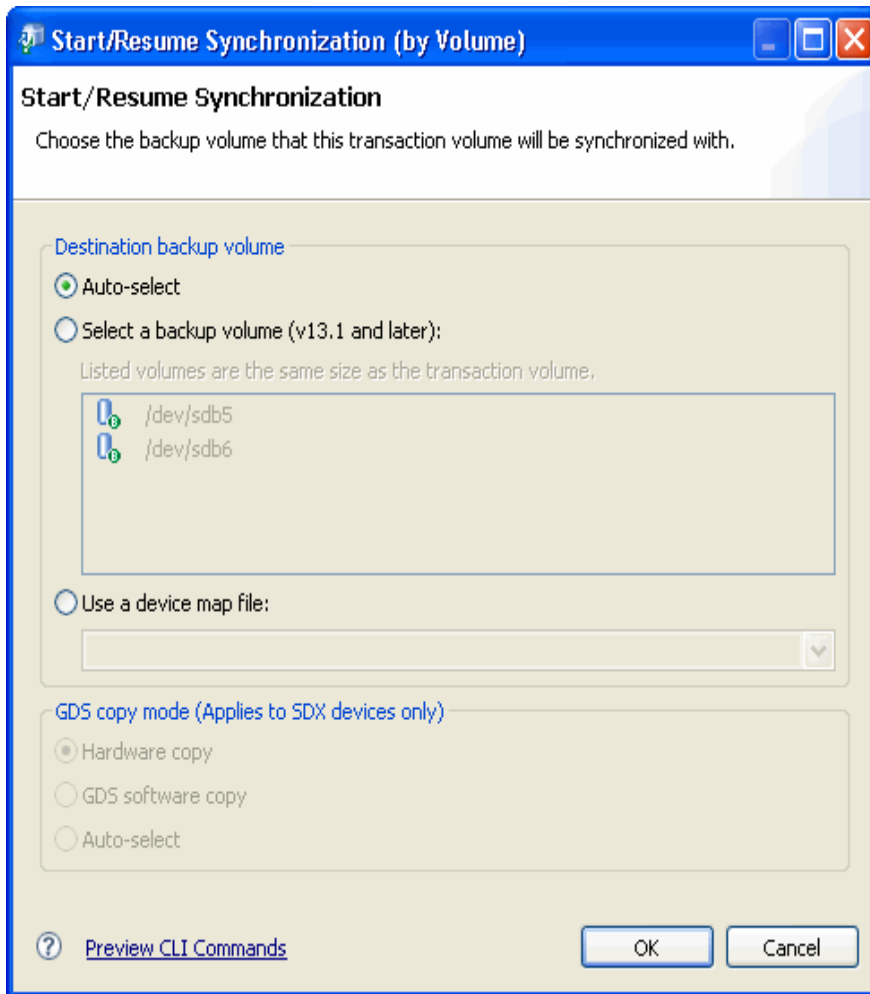 Start/Resume Synchronization (by Volume)
Start/Resume Synchronization
Choose the backup volume that this transaction volume will be synchronized with.
Destination backup volume
Auto-select
Select a backup volume (v13.1 and later):
Listed volumes are the same size as the transaction volume.
/dev/sdb5
/dev/sdb6
Use a device map file:
GDS copy mode (Applies to SDX devices only)
Hardware copy
GDS software copy
Auto-select
? Preview CLI Commands OK Cancel